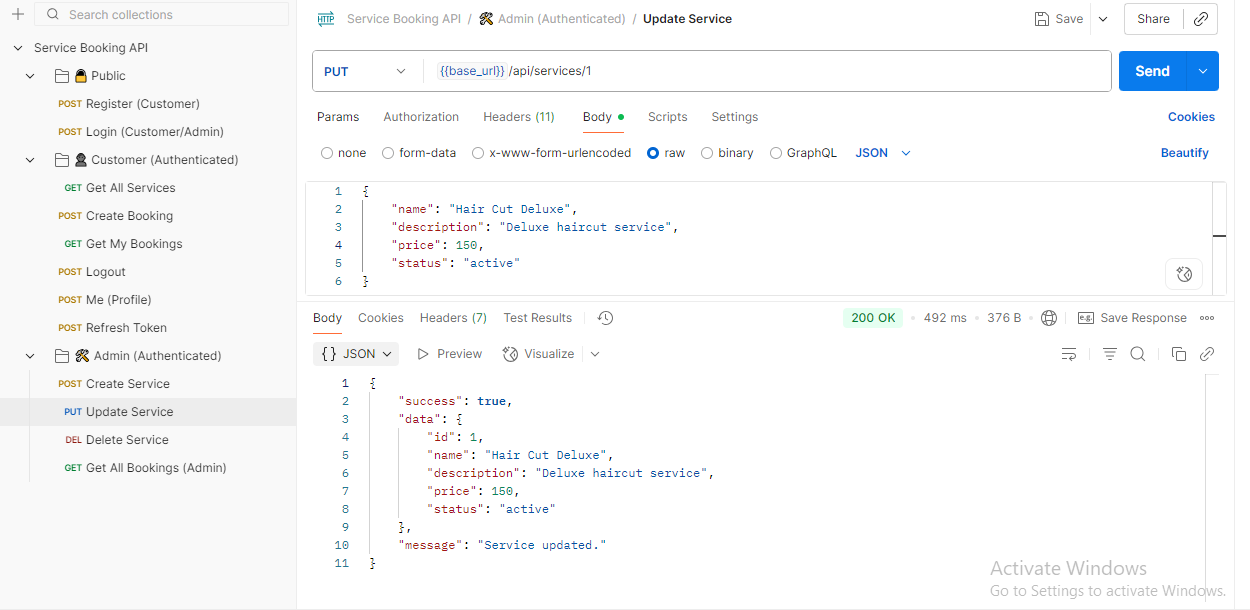 Search collections
Service Booking API
Public
POST Register (Customer)
POST Login (Customer/Admin)
Customer (Authenticated)
GET Get All Services
POST Create Booking
GET Get My Bookings
POST Logout
POST Me (Profile)
POST Refresh Token
Admin (Authenticated)
POST Create Service
PUT Update Service
DEL Delete Service
GET Get All Bookings (Admin)
HTTP Service Booking API / Admin (Authenticated) / Update Service Save Share
PUT {{base_url}} /api/services/1 Send
Params Authorization Headers (11) Body Scripts Settings Cookies
none form-data x-www-form-urlencoded raw binary GraphQL JSON Beautify
1 {
2 "name": "Hair Cut Deluxe",
3 "description": "Deluxe haircut service",
4 "price": 150,
5 "status": "active"
6 }
Body Cookies Headers (7) Test Results 200 OK • 492 ms • 376 B • e.g. Save Response
{} JSON Preview Visualize
1 {
2 "success": true,
3 "data": {
4 "id": 1,
5 "name": "Hair Cut Deluxe",
6 "description": "Deluxe haircut service",
7 "price": 150,
8 "status": "active"
9 },
10 "message": "Service updated."
11 }
Activate Windows
Go to Settings to activate Windows.